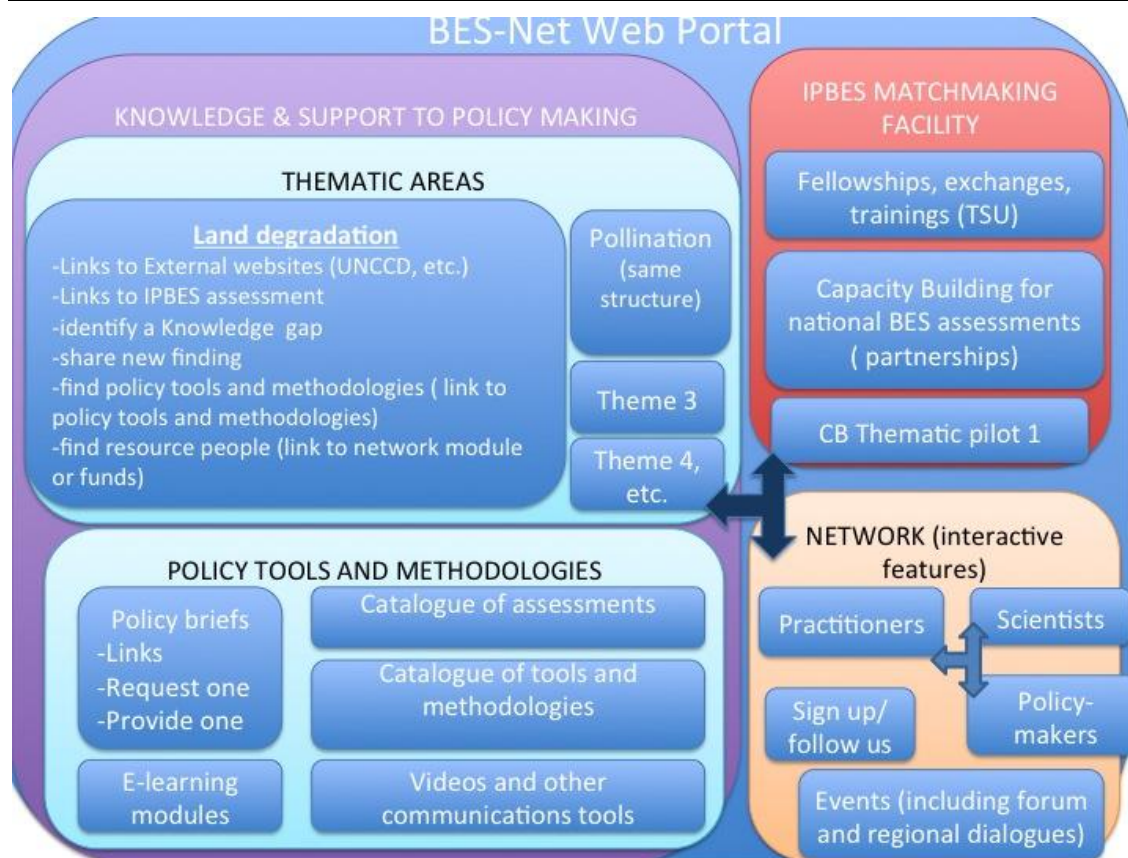 BES-Net Web Portal
KNOWLEDGE & SUPPORT TO POLICY MAKING
THEMATIC AREAS
Land degradation
-Links to External websites (UNCCD, etc.)
-Links to IPBES assessment
-identify a Knowledge gap
-share new finding
-find policy tools and methodologies ( link to
policy tools and methodologies)
-find resource people (link to network module
or funds)
Pollination
(same
structure)
Theme 3
Theme 4,
etc.
POLICY TOOLS AND METHODOLOGIES
Policy briefs
-Links
-Request one
-Provide one
E-learning
modules
Catalogue of assessments
Catalogue of tools and
methodologies
Videos and other
communications tools
IPBES MATCHMAKING
FACILITY
Fellowships, exchanges,
trainings (TSU)
Capacity Building for
national BES assessments
( partnerships)
CB Thematic pilot 1
NETWORK (interactive
features)
Practitioners
Scientists
Sign up/
follow us
Policy-
makers
Events (including forum
and regional dialogues)